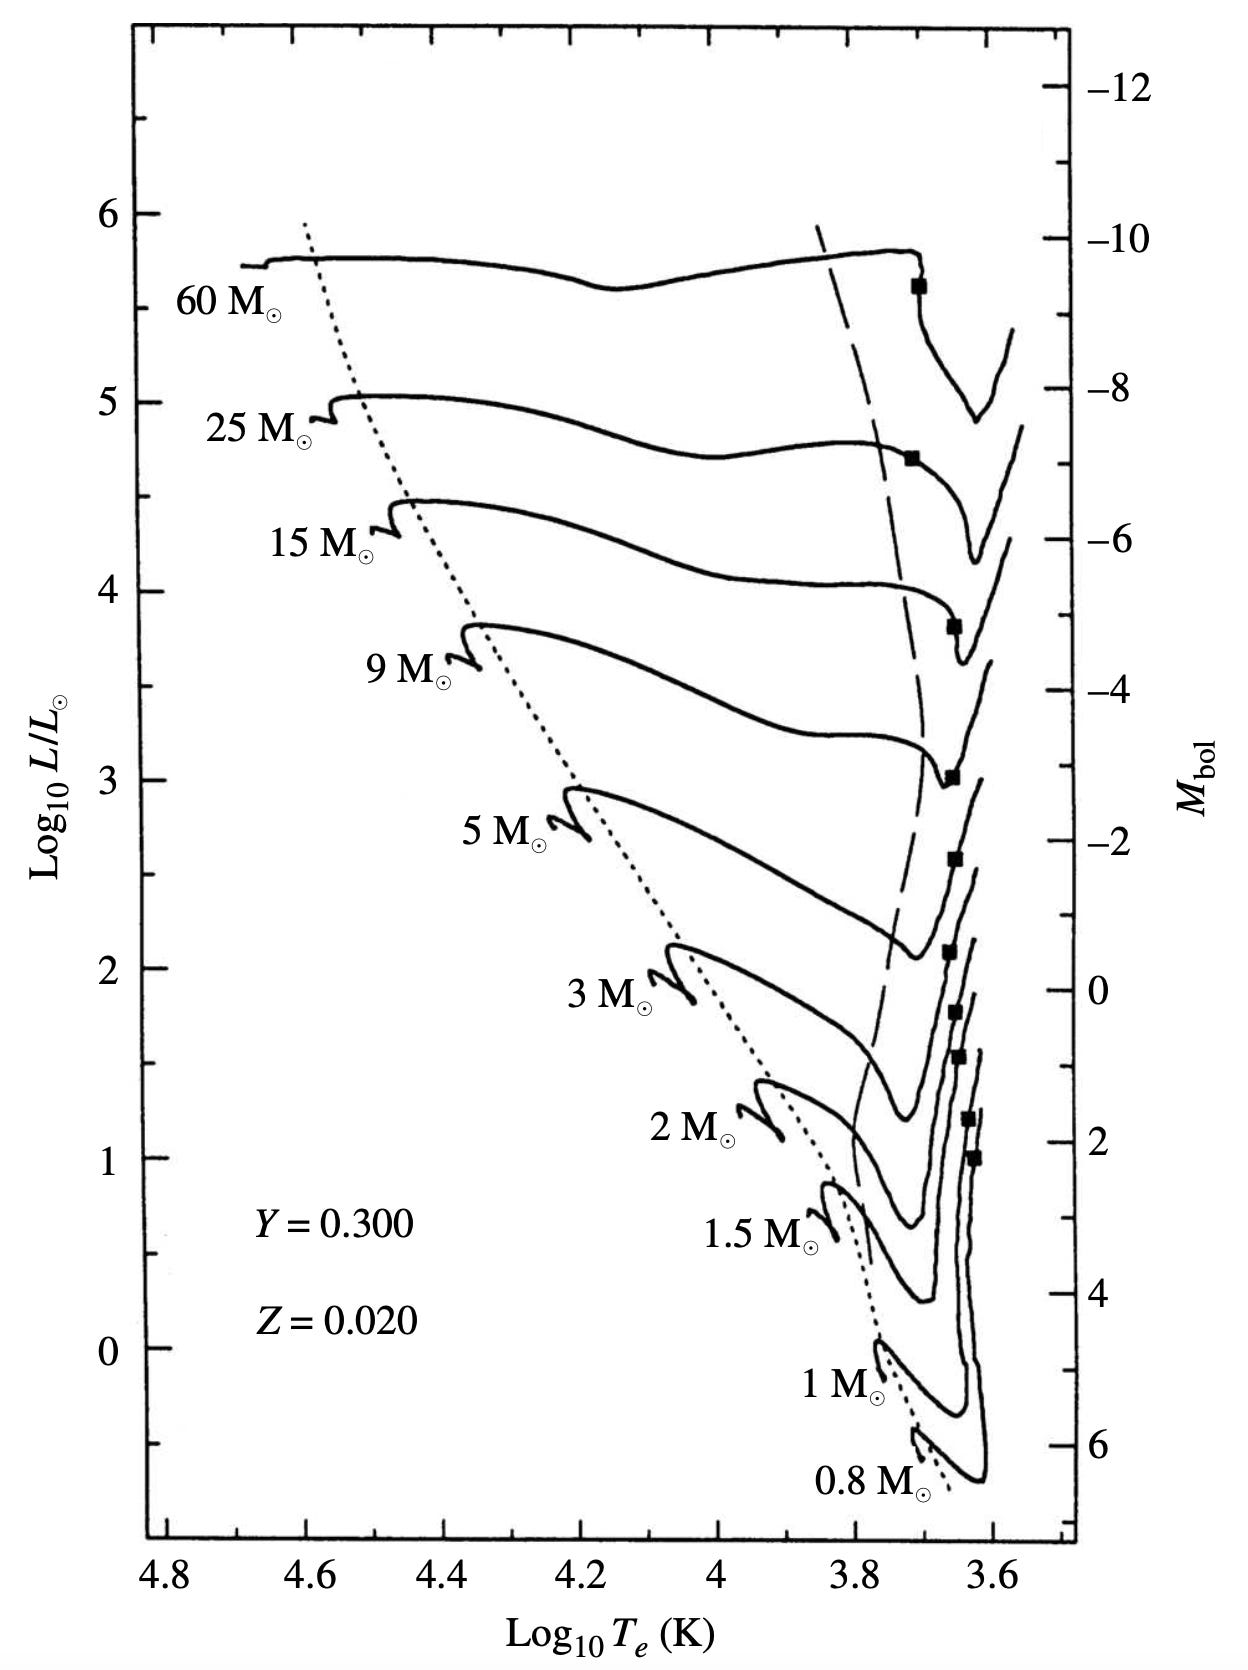 –12
6
–10
60 M☉
–8
5
25 M☉
–6
15 M☉
4
9 M☉
–4
Log₁₀ L/L☉
M_bol
3
5 M☉
–2
2
3 M☉
0
2 M☉
2
1
Y = 0.300
1.5 M☉
4
Z = 0.020
0
1 M☉
6
0.8 M☉
4.8 4.6 4.4 4.2 4 3.8 3.6
Log₁₀ Tₑ (K)